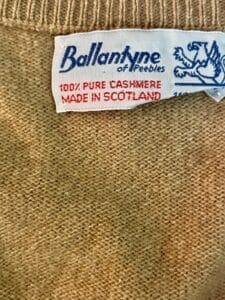 Ballantyne
of Peebles
100% PURE CASHMERE
MADE IN SCOTLAND